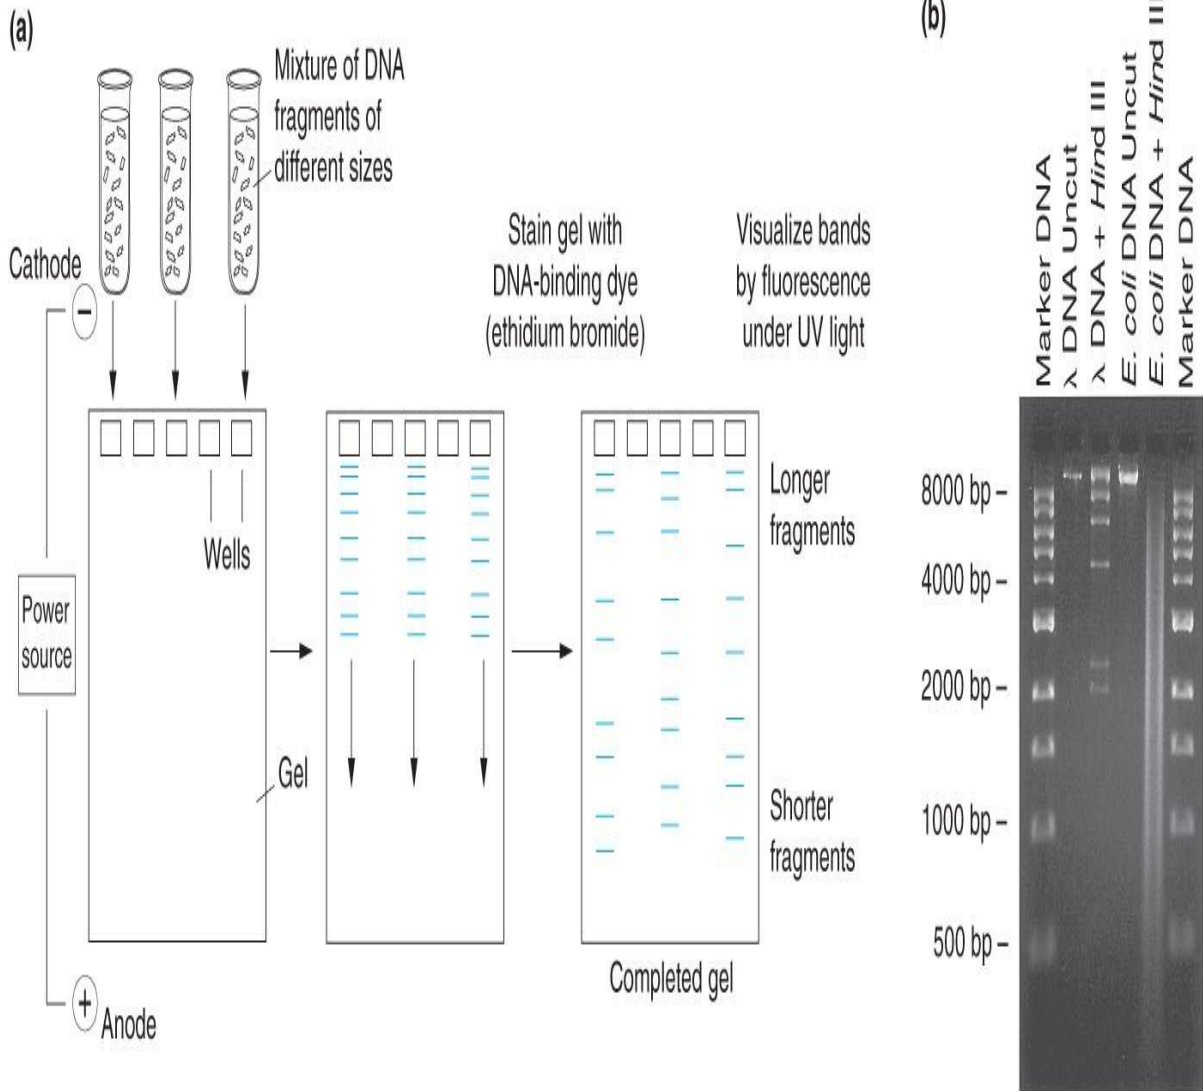 (a)
Mixture of DNA
fragments of
different sizes
Cathode
−
Stain gel with
DNA-binding dye
(ethidium bromide)
Visualize bands
by fluorescence
under UV light
Wells
Power
source
Gel
Longer
fragments
Shorter
fragments
Completed gel
+
Anode
(b)
Marker DNA
λ DNA Uncut
λ DNA + Hind III
E. coli DNA Uncut
E. coli DNA + Hind III
Marker DNA
8000 bp –
4000 bp –
2000 bp –
1000 bp –
500 bp –